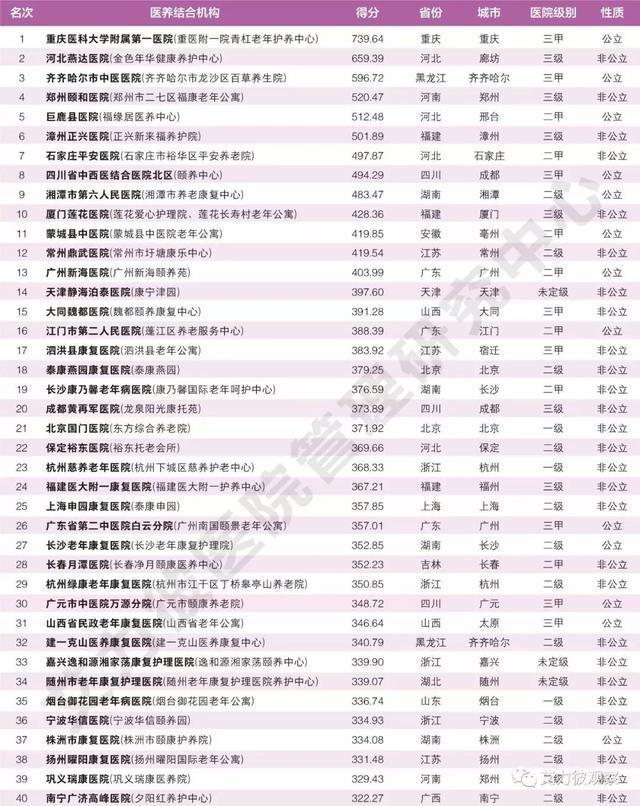 名次 医养结合机构 得分 省份 城市 医院级别 性质
1 重庆医科大学附属第一医院(重医附一院青杠老年护养中心) 739.64 重庆 重庆 三甲 公立
2 河北燕达医院(金色年华健康养护中心) 659.39 河北 廊坊 三级 非公立
3 齐齐哈尔市中医医院(齐齐哈尔市龙沙区百草养生院) 596.72 黑龙江 齐齐哈尔 三甲 公立
4 郑州颐和医院(郑州市二七区福康老年公寓) 520.47 河南 郑州 三级 非公立
5 巨鹿县医院(福缘居医养中心) 512.48 河北 邢台 二甲 公立
6 漳州正兴医院(正兴新来福养护院) 501.89 福建 漳州 三级 非公立
7 石家庄平安医院(石家庄市裕华区平安养老院) 497.87 河北 石家庄 二甲 非公立
8 四川省中西医结合医院北区(颐养中心) 494.29 四川 成都 三甲 公立
9 湘潭市第六人民医院(湘潭市养老康复中心) 483.47 湖南 湘潭 二级 公立
10 厦门莲花医院(莲花爱心护理院、莲花长寿村老年公寓) 428.36 福建 厦门 三级 非公立
11 蒙城县中医院(蒙城县中医院老年公寓) 419.85 安徽 亳州 二甲 公立
12 常州鼎武医院(常州市圩塘康乐中心) 419.54 江苏 常州 二级 非公立
13 广州新海医院(广州新海颐养苑) 403.99 广东 广州 二甲 公立
14 天津静海泊泰医院(康宁津园) 397.60 天津 天津 未定级 非公立
15 大同魏都医院(魏都颐养康复中心) 391.28 山西 大同 三甲 非公立
16 江门市第二人民医院(蓬江区养老服务中心) 388.39 广东 江门 二甲 公立
17 泗洪县康复医院(泗洪县老年公寓) 383.92 江苏 宿迁 三甲 非公立
18 泰康燕园康复医院(泰康燕园) 379.25 北京 北京 二级 非公立
19 长沙康乃馨老年病医院(康乃馨国际老年呵护中心) 376.59 湖南 长沙 二甲 非公立
20 成都黄再军医院(龙泉阳光康托苑) 373.89 四川 成都 三级 非公立
21 北京国门医院(东方综合养老院) 371.92 北京 北京 一级 非公立
22 保定裕东医院(裕东托老会所) 369.66 河北 保定 二级 非公立
23 杭州慈养老年医院(杭州下城区慈养护老中心) 368.33 浙江 杭州 一级 非公立
24 福建医大附一康复医院(福建医大附一护养中心) 367.21 福建 福州 三级 非公立
25 上海申园康复医院(泰康申园) 357.85 上海 上海 二级 非公立
26 广东省第二中医院白云分院(广州南国颐景老年公寓) 357.01 广东 广州 三甲 公立
27 长沙老年康复医院(长沙老年康复护理院) 352.85 湖南 长沙 二级 公立
28 长春月潭医院(长春净月颐康医养中心) 352.23 吉林 长春 二甲 非公立
29 杭州绿康老年康复医院(杭州市江干区丁桥皋亭山养老院) 350.85 浙江 杭州 二级 非公立
30 广元市中医院万源分院(广元市颐康养老院) 348.72 四川 广元 三甲 公立
31 山西省民政老年康复医院(山西省老年公寓) 346.64 山西 太原 三甲 公立
32 建一克山医养康复医院(建一克山医养康复中心) 340.79 黑龙江 齐齐哈尔 二级 非公立
33 嘉兴逸和源湘家荡康复护理医院(逸和源湘家荡颐养中心) 339.90 浙江 嘉兴 未定级 非公立
34 随州市老年康复护理医院(随州老年康复护理医院养护中心) 339.07 湖北 随州 未定级 非公立
35 烟台御花园老年病医院(烟台御花园老年公寓) 336.74 山东 烟台 一级 非公立
36 宁波华信医院(宁波华信颐养园) 334.93 浙江 宁波 二级 非公立
37 株洲市康复医院(株洲市颐康护养院) 334.08 湖南 株洲 二级 公立
38 扬州曜阳康复医院(扬州曜阳国际老年公寓) 331.48 江苏 扬州 二级 非公立
39 巩义瑞康医院(巩义瑞康医养院) 329.43 河南 郑州 二级 非公立
40 南宁广济高峰医院(夕阳红养护中心) 322.27 广西 南宁 二级 非公立
艾力彼医院管理研究中心
艾力彼观察